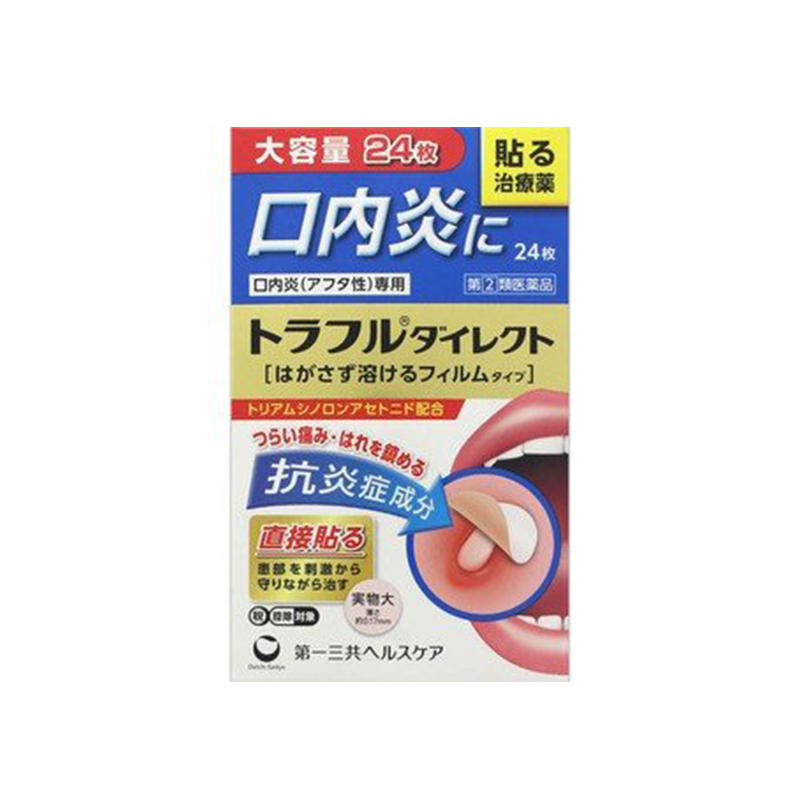 大容量 24枚
貼る
治療薬
口内炎に
24枚
口内炎(アフタ性)専用
第②類医薬品
トラフル®ダイレクト
[はがさず溶けるフィルムタイプ]
トリアムシノロンアセトニド配合
つらい痛み・はれを鎮める
抗炎症成分
直接貼る
患部を刺激から
守りながら治す
実物大
薄さ
約0.17mm
税 控除 対象
Daiichi-Sankyo
第一三共ヘルスケア